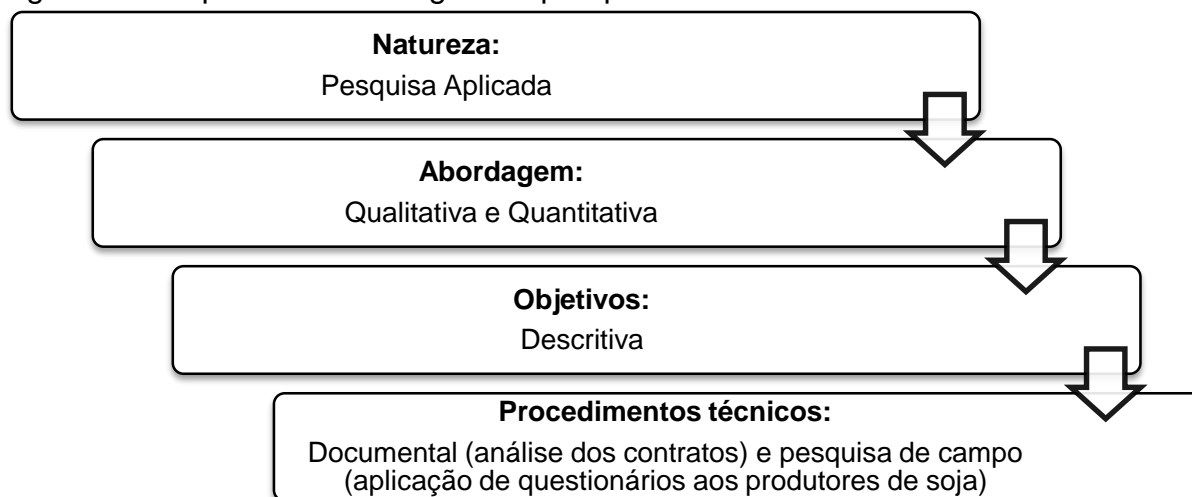 Natureza:
Pesquisa Aplicada
Abordagem:
Qualitativa e Quantitativa
Objetivos:
Descritiva
Procedimentos técnicos:
Documental (análise dos contratos) e pesquisa de campo
(aplicação de questionários aos produtores de soja)